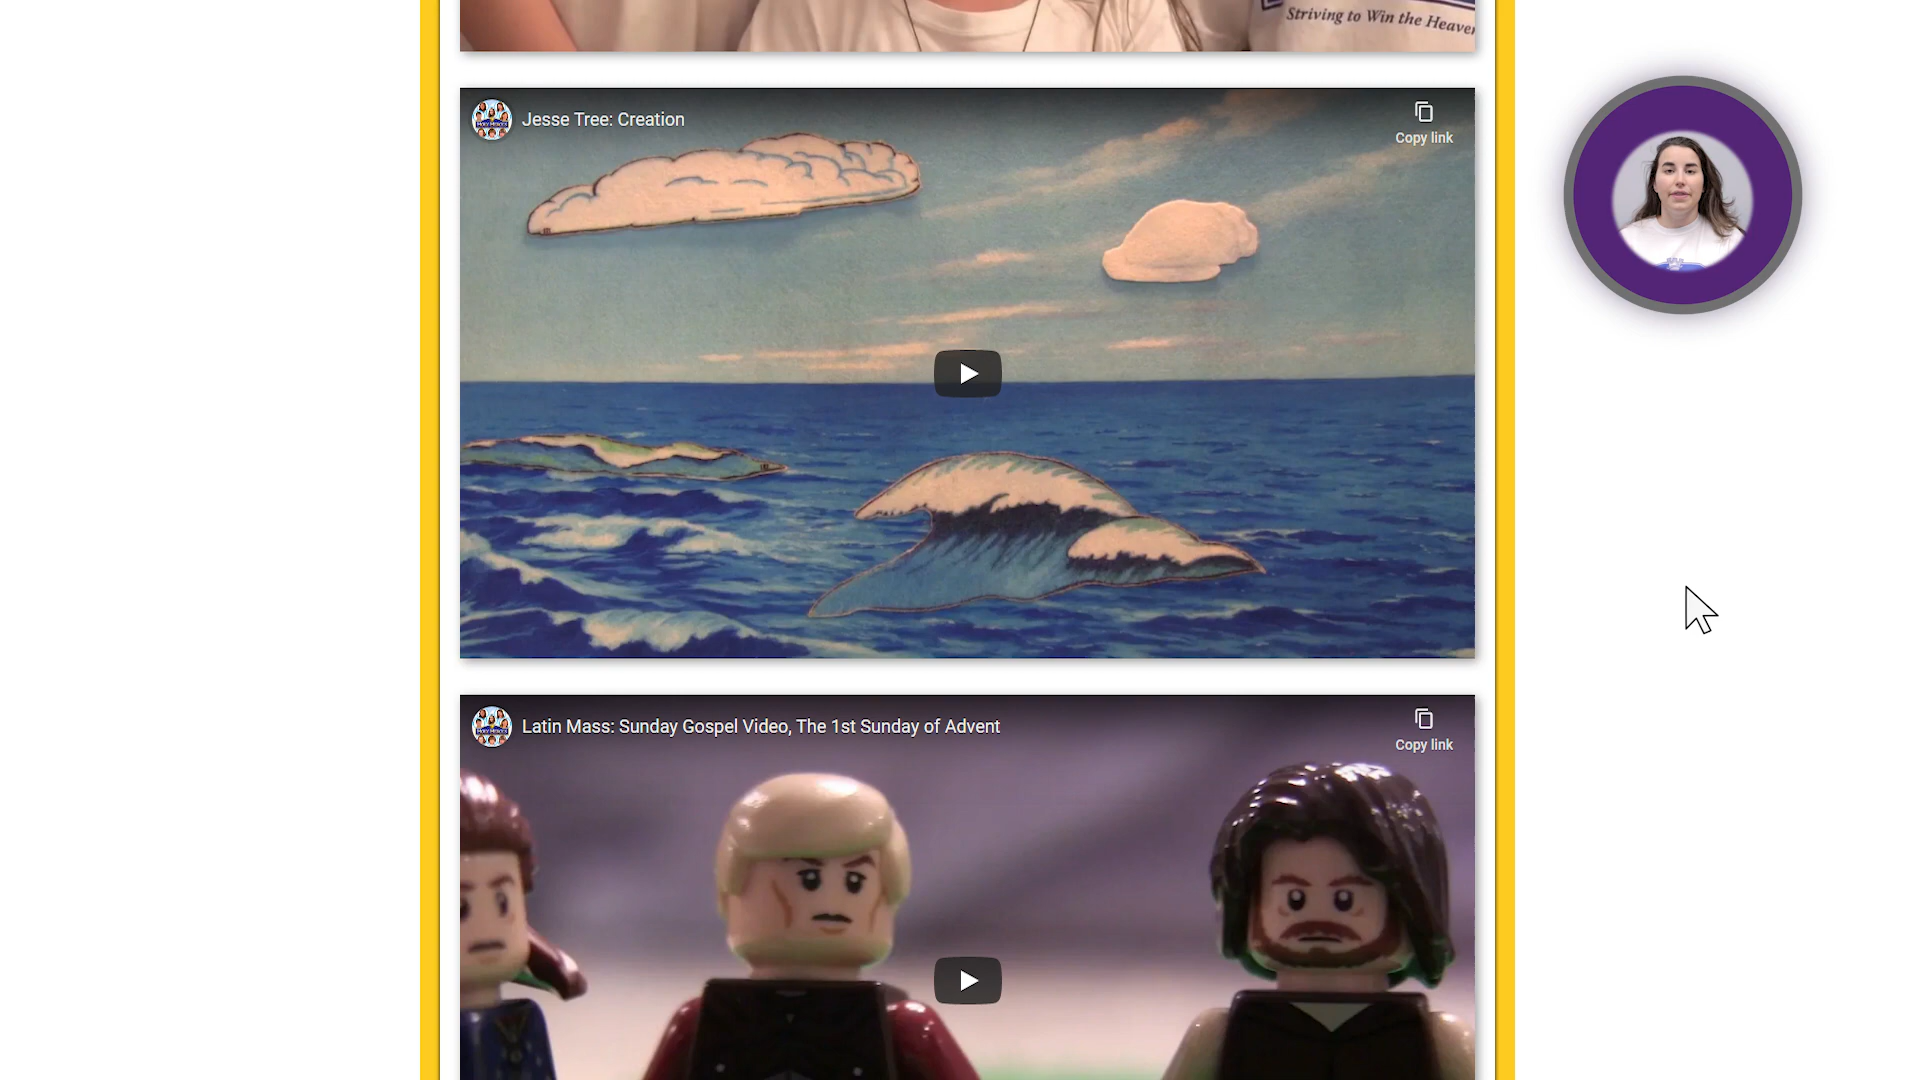 Striving to Win the Heaven
Jesse Tree: Creation
Copy link
Latin Mass: Sunday Gospel Video, The 1st Sunday of Advent
Copy link